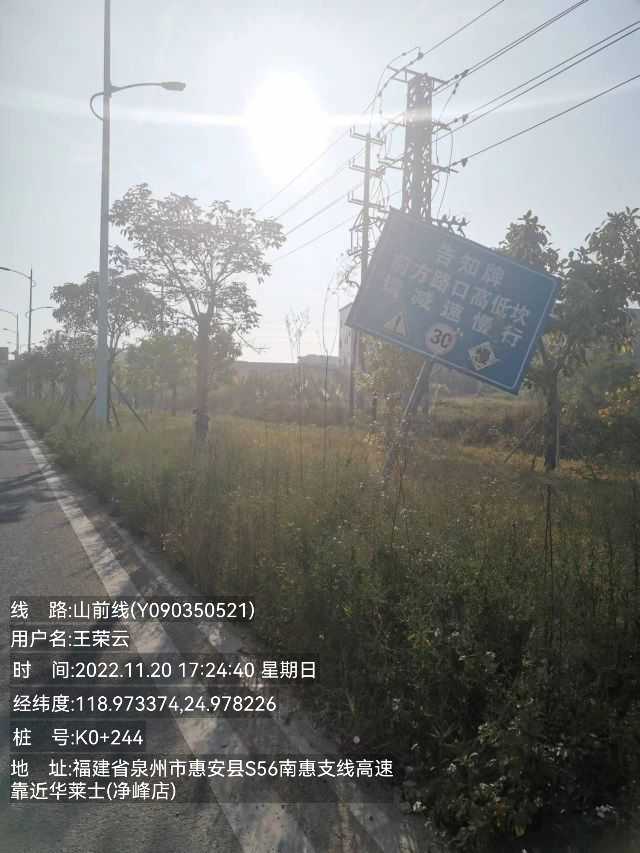 告知牌
前方路口高低坎
请减速慢行
30
慢
线 路:山前线(Y090350521)
用户名:王荣云
时 间:2022.11.20 17:24:40 星期日
经纬度:118.973374,24.978226
桩 号:K0+244
地 址:福建省泉州市惠安县S56南惠支线高速
靠近华莱士(净峰店)